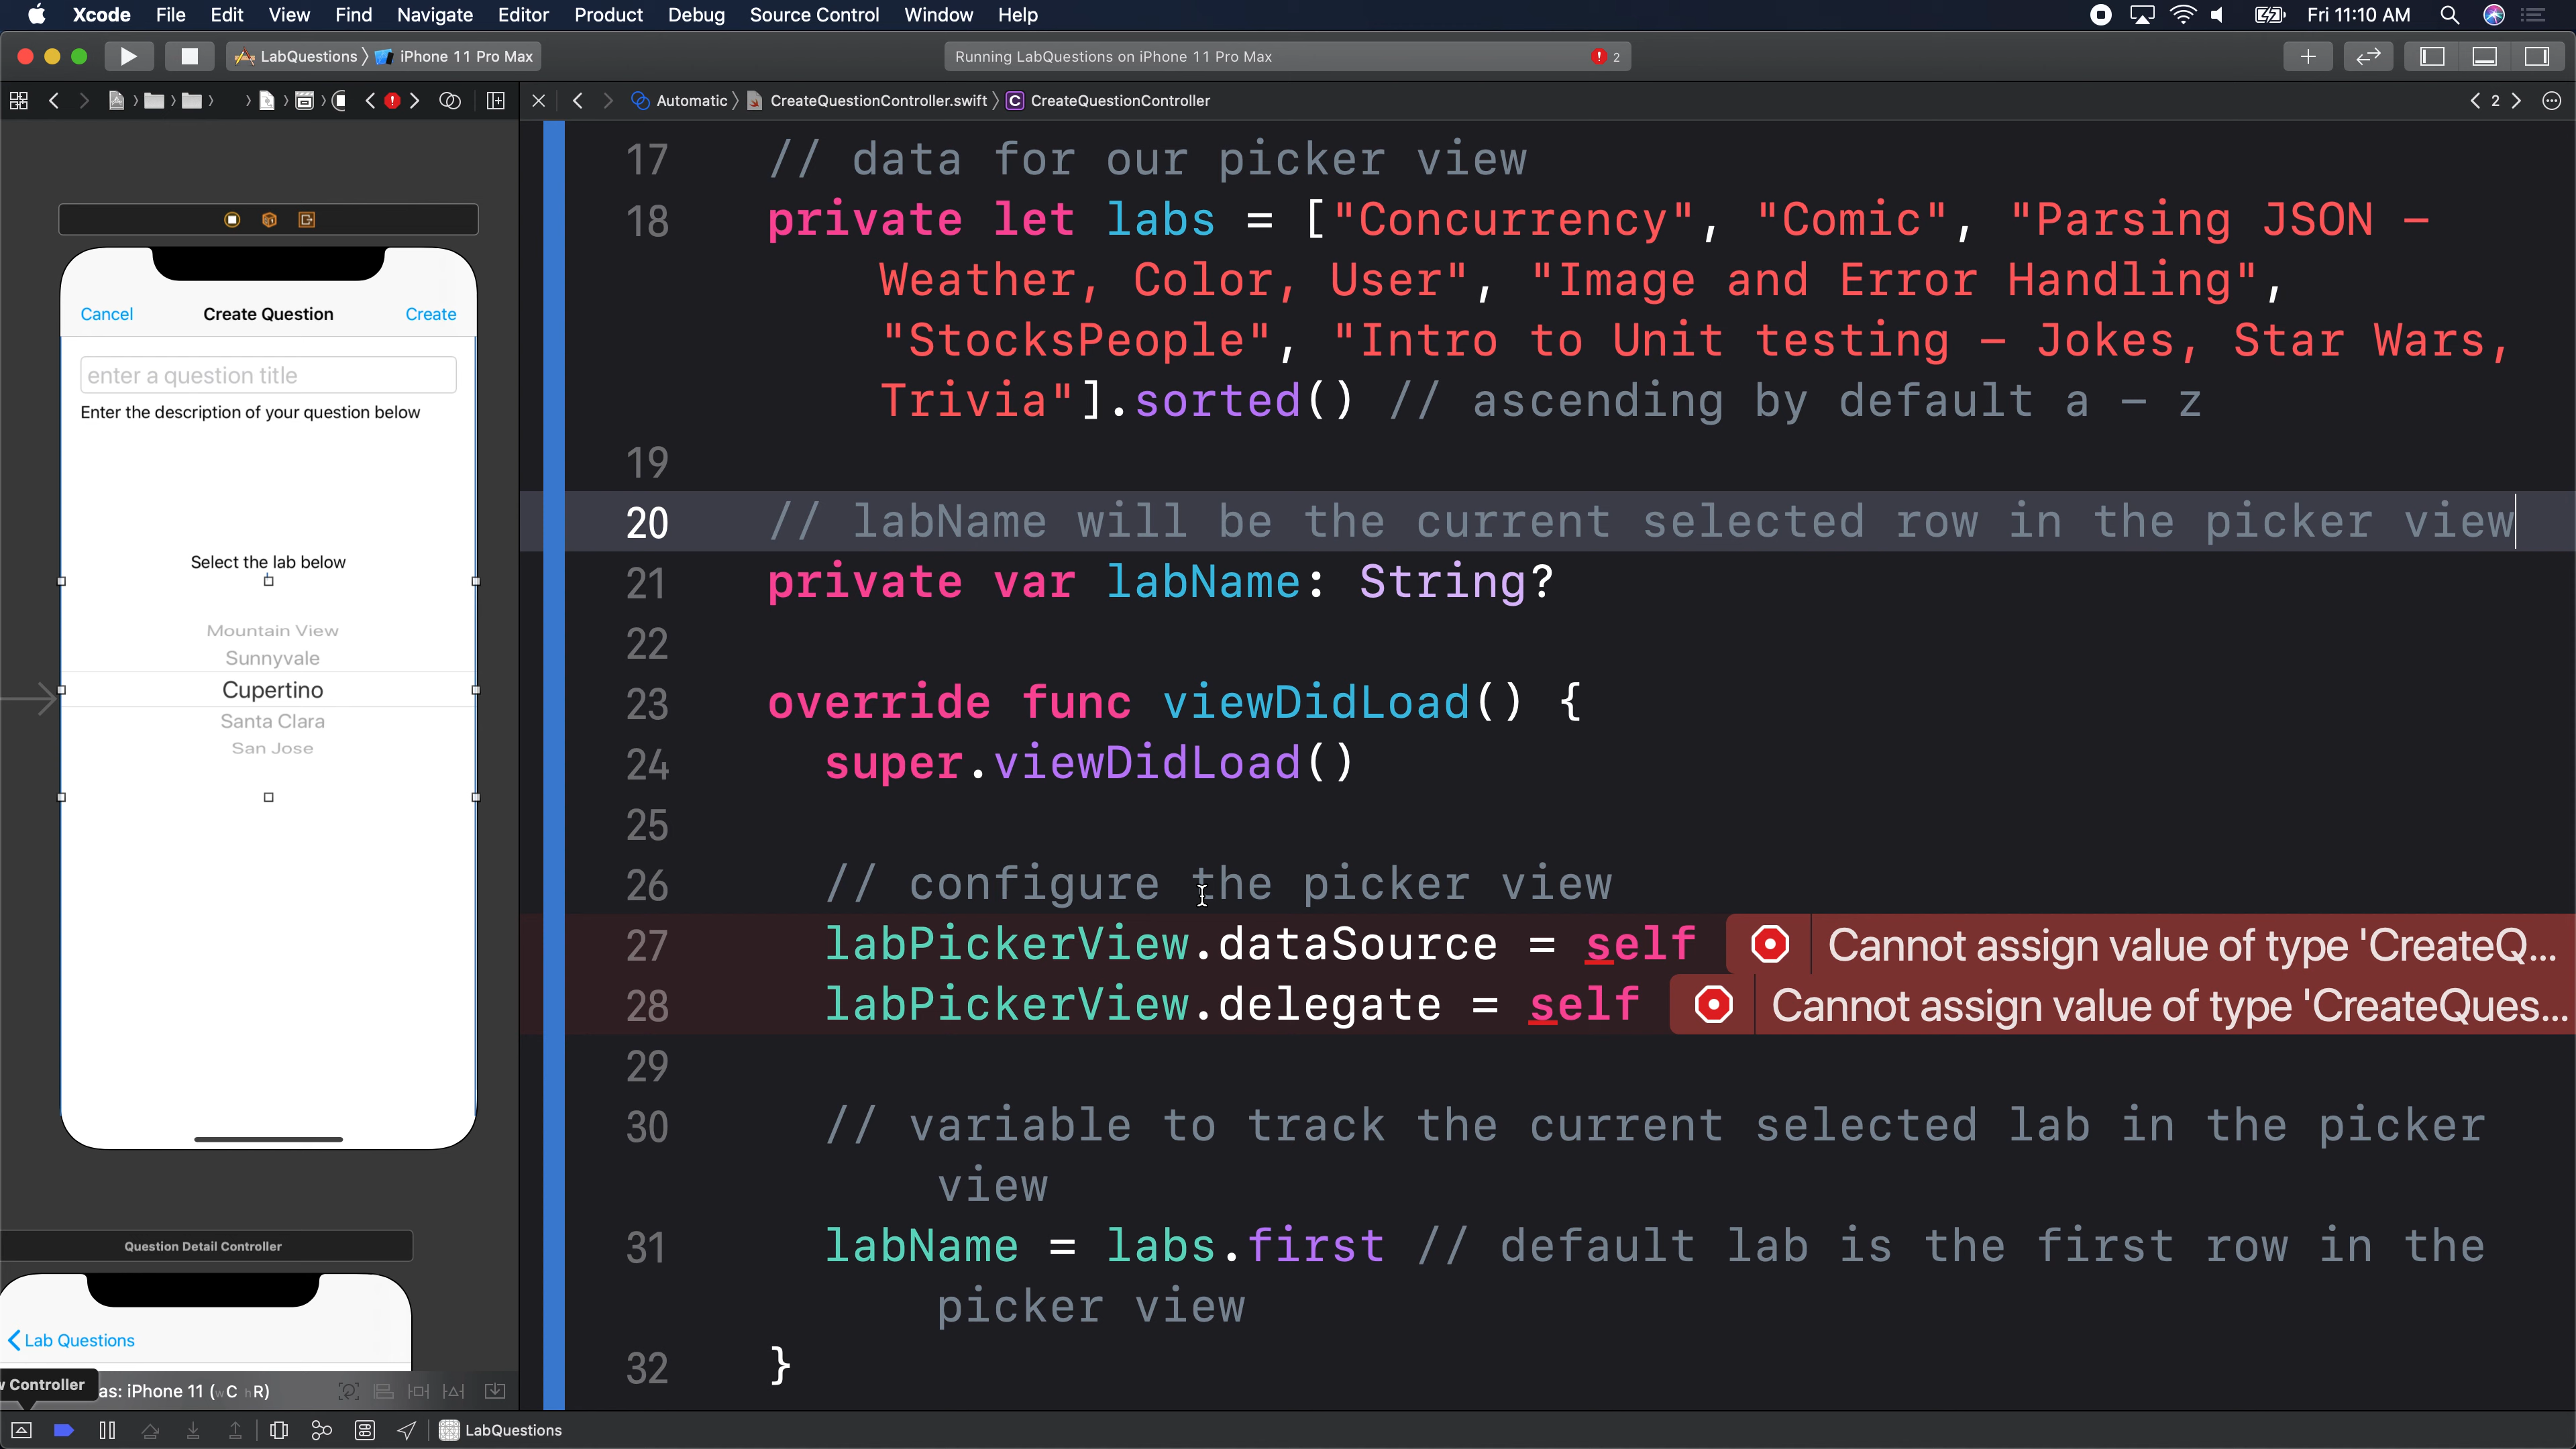 Xcode File Edit View Find Navigate Editor Product Debug Source Control Window Help Fri 11:10 AM
LabQuestions iPhone 11 Pro Max Running LabQuestions on iPhone 11 Pro Max 2
Automatic CreateQuestionController.swift C CreateQuestionController 2
Cancel Create Question Create
enter a question title
Enter the description of your question below
Select the lab below
Mountain View
Sunnyvale
Cupertino
Santa Clara
San Jose
Question Detail Controller
Lab Questions
Controller as: iPhone 11 (wC hR)
17 // data for our picker view
18 private let labs = ["Concurrency", "Comic", "Parsing JSON –
Weather, Color, User", "Image and Error Handling",
"StocksPeople", "Intro to Unit testing – Jokes, Star Wars,
Trivia"].sorted() // ascending by default a – z
19
20 // labName will be the current selected row in the picker view
21 private var labName: String?
22
23 override func viewDidLoad() {
24 super.viewDidLoad()
25
26 // configure the picker view
27 labPickerView.dataSource = self Cannot assign value of type 'CreateQ...
28 labPickerView.delegate = self Cannot assign value of type 'CreateQues...
29
30 // variable to track the current selected lab in the picker
view
31 labName = labs.first // default lab is the first row in the
picker view
32 }
LabQuestions